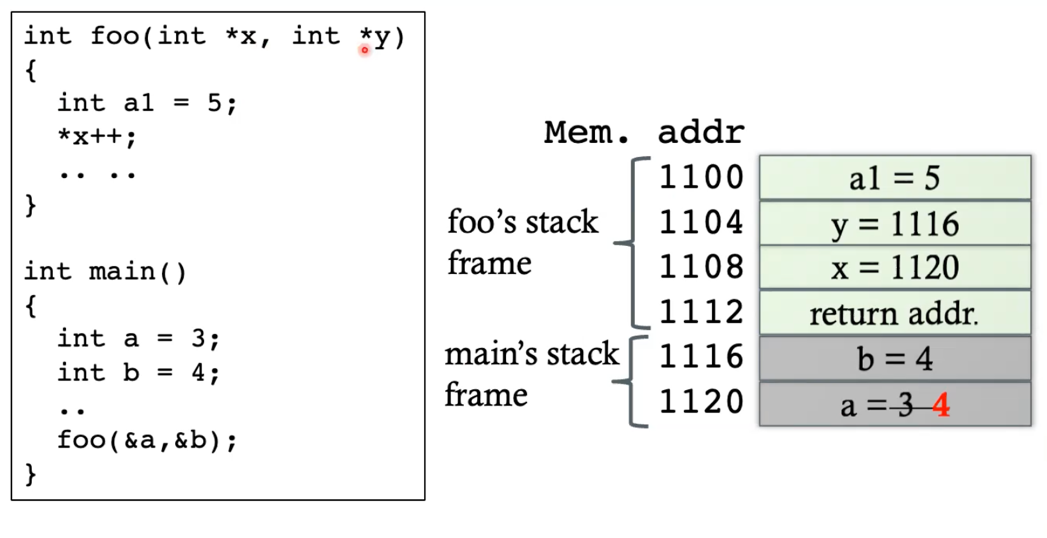 int foo(int *x, int *y)
{
int a1 = 5;
*x++;
.. ..
}
int main()
{
int a = 3;
int b = 4;
..
foo(&a,&b);
}
Mem. addr
foo's stack
frame
1100 a1 = 5
1104 y = 1116
1108 x = 1120
1112 return addr.
main's stack
frame
1116 b = 4
1120 a = 3 4